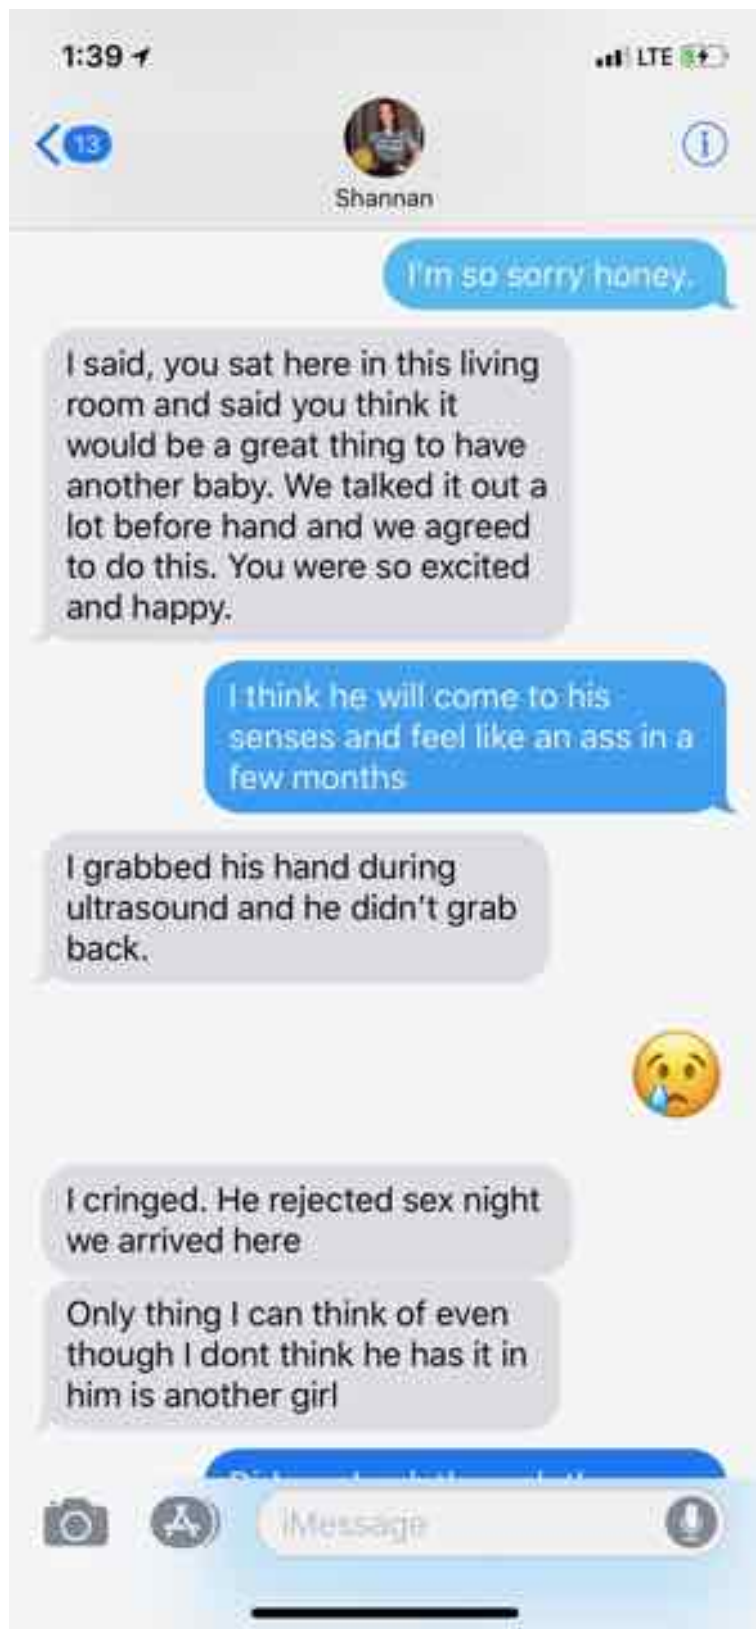 1:39
LTE
13
Shannan
I'm so sorry honey.
I said, you sat here in this living
room and said you think it
would be a great thing to have
another baby. We talked it out a
lot before hand and we agreed
to do this. You were so excited
and happy.
I think he will come to his
senses and feel like an ass in a
few months
I grabbed his hand during
ultrasound and he didn't grab
back.
I cringed. He rejected sex night
we arrived here
Only thing I can think of even
though I dont think he has it in
him is another girl
iMessage